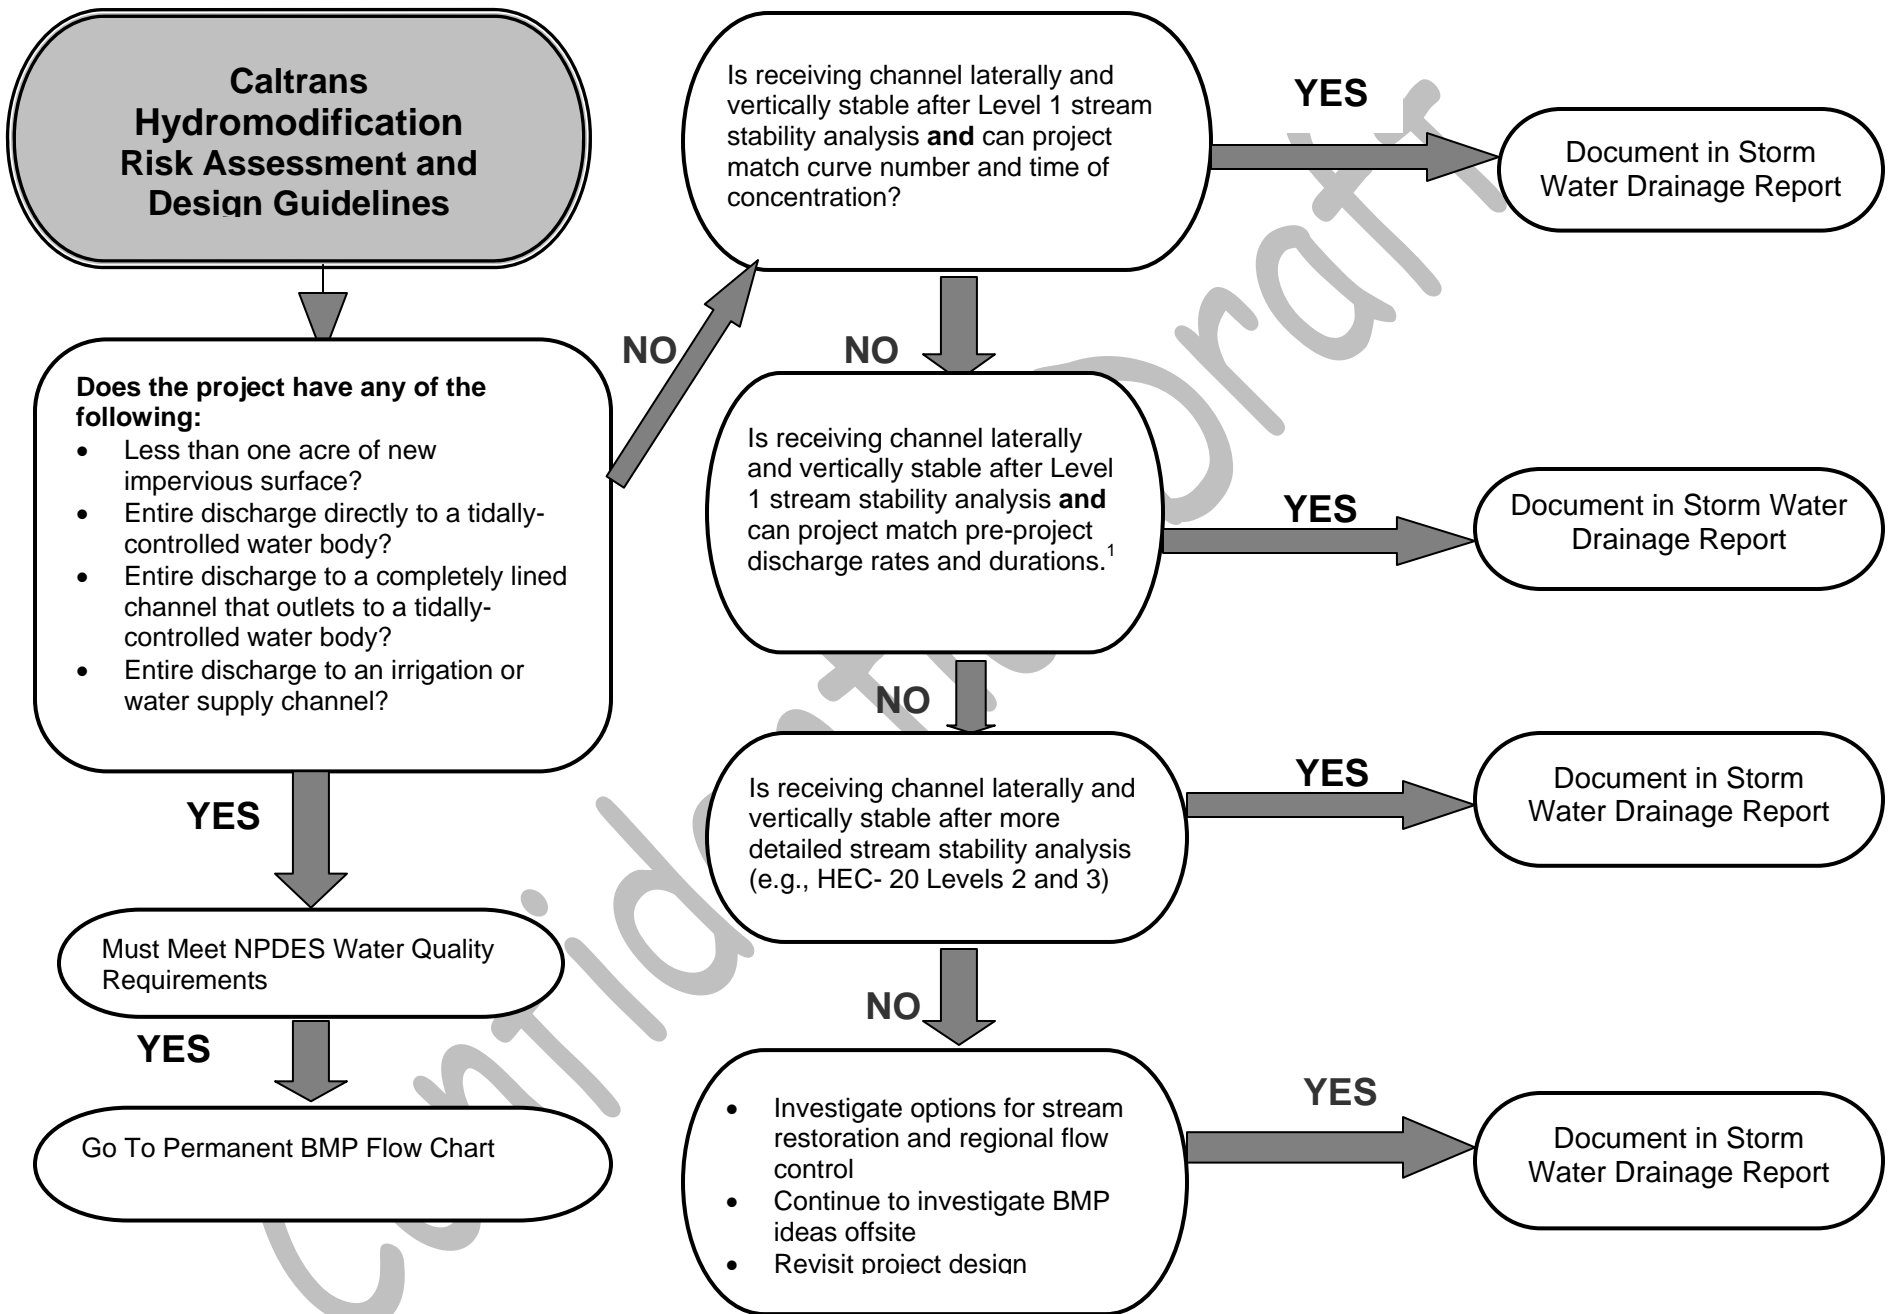 Caltrans
Hydromodification
Risk Assessment and
Design Guidelines
Does the project have any of the
following:
• Less than one acre of new
impervious surface?
• Entire discharge directly to a tidally-
controlled water body?
• Entire discharge to a completely lined
channel that outlets to a tidally-
controlled water body?
• Entire discharge to an irrigation or
water supply channel?
YES
Must Meet NPDES Water Quality
Requirements
YES
Go To Permanent BMP Flow Chart
NO
Is receiving channel laterally and
vertically stable after Level 1 stream
stability analysis and can project
match curve number and time of
concentration?
YES
Document in Storm
Water Drainage Report
NO
Is receiving channel laterally
and vertically stable after Level
1 stream stability analysis and
can project match pre-project
discharge rates and durations.1
YES
Document in Storm Water
Drainage Report
NO
Is receiving channel laterally and
vertically stable after more
detailed stream stability analysis
(e.g., HEC- 20 Levels 2 and 3)
YES
Document in Storm
Water Drainage Report
NO
• Investigate options for stream
restoration and regional flow
control
• Continue to investigate BMP
ideas offsite
• Revisit project design
YES
Document in Storm
Water Drainage Report